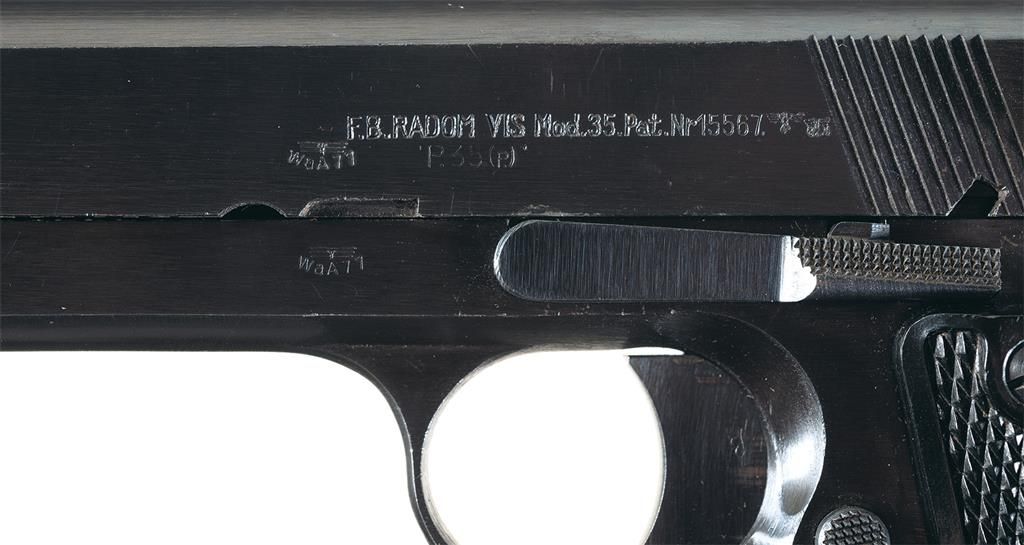 F.B.RADOM VIS Mod.35.Pat.Nr15567.
"P.35(p)"
WaA77
WaA77